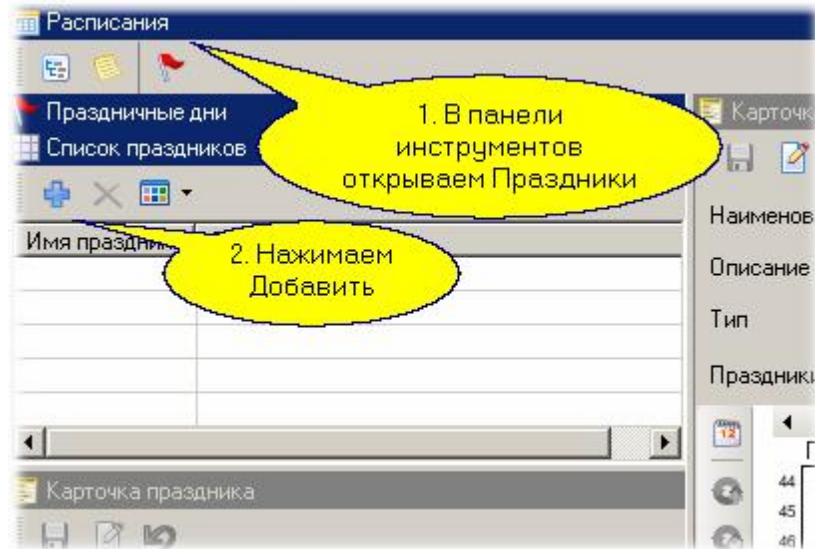 Расписания
Праздничные дни
Список праздников
1. В панели
инструментов
открываем Праздники
Карточк
Наименов
Имя праздник
2. Нажимаем
Добавить
Описание
Тип
Праздники
12
44
45
46
Карточка праздника